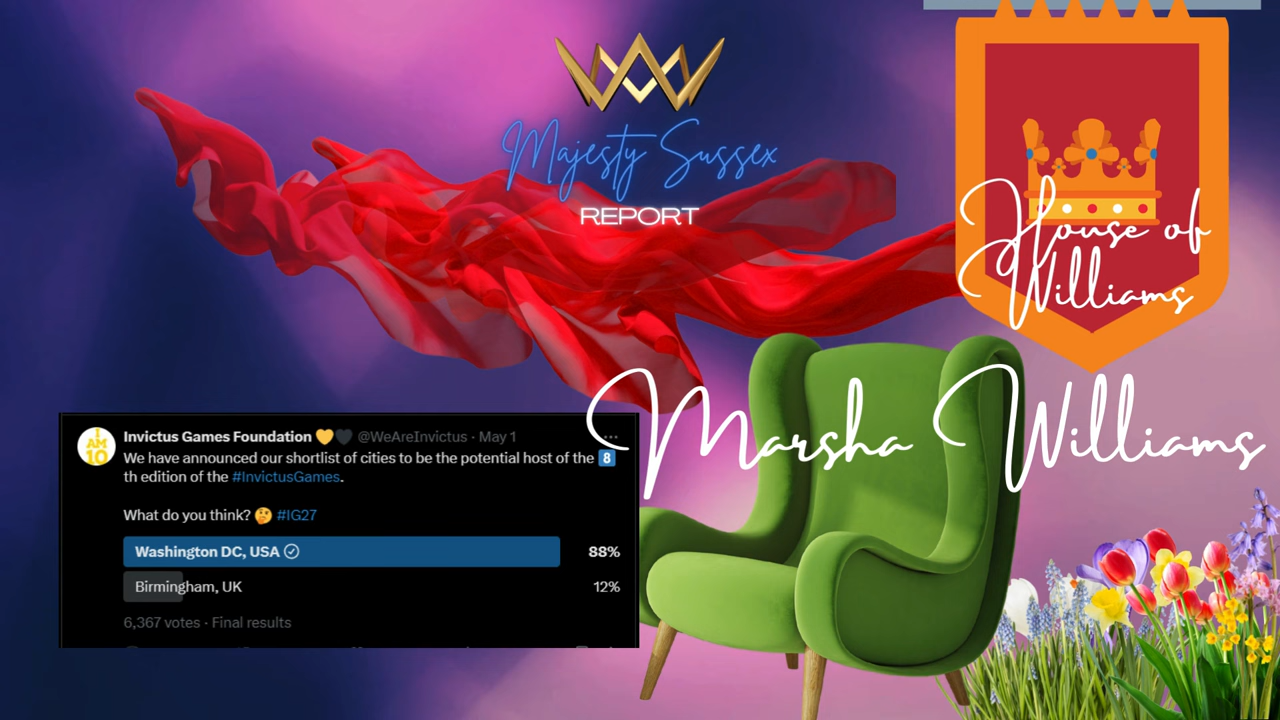 Majesty Sussex
REPORT
House of
Williams
Marsha Williams
I
AM
10
Invictus Games Foundation 💛🖤 @WeAreInvictus · May 1 ...
We have announced our shortlist of cities to be the potential host of the 8️⃣
th edition of the #InvictusGames.
What do you think? 🤔 #IG27
Washington DC, USA 88%
Birmingham, UK 12%
6,367 votes · Final results